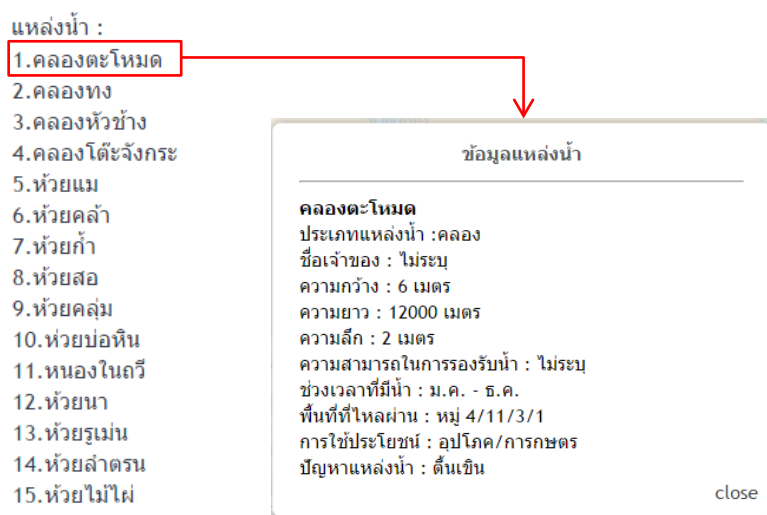 แหล่งน้ำ :
1.คลองตะโหมด
2.คลองทง
3.คลองหัวช้าง
4.คลองโต๊ะจังกระ
5.ห้วยแม
6.ห้วยคล้า
7.ห้วยก้ำ
8.ห้วยสอ
9.ห้วยคลุ่ม
10.ห่วยบ่อหิน
11.หนองในถวี
12.ห้วยนา
13.ห้วยรูเม่น
14.ห้วยลำตรน
15.ห้วยไม้ไผ่
ข้อมูลแหล่งน้ำ
คลองตะโหมด
ประเภทแหล่งน้ำ :คลอง
ชื่อเจ้าของ : ไม่ระบุ
ความกว้าง : 6 เมตร
ความยาว : 12000 เมตร
ความลึก : 2 เมตร
ความสามารถในการรองรับน้ำ : ไม่ระบุ
ช่วงเวลาที่มีน้ำ : ม.ค. - ธ.ค.
พื้นที่ที่ไหลผ่าน : หมู่ 4/11/3/1
การใช้ประโยชน์ : อุปโภค/การกษตร
ปัญหาแหล่งน้ำ : ตื้นเขิน
close